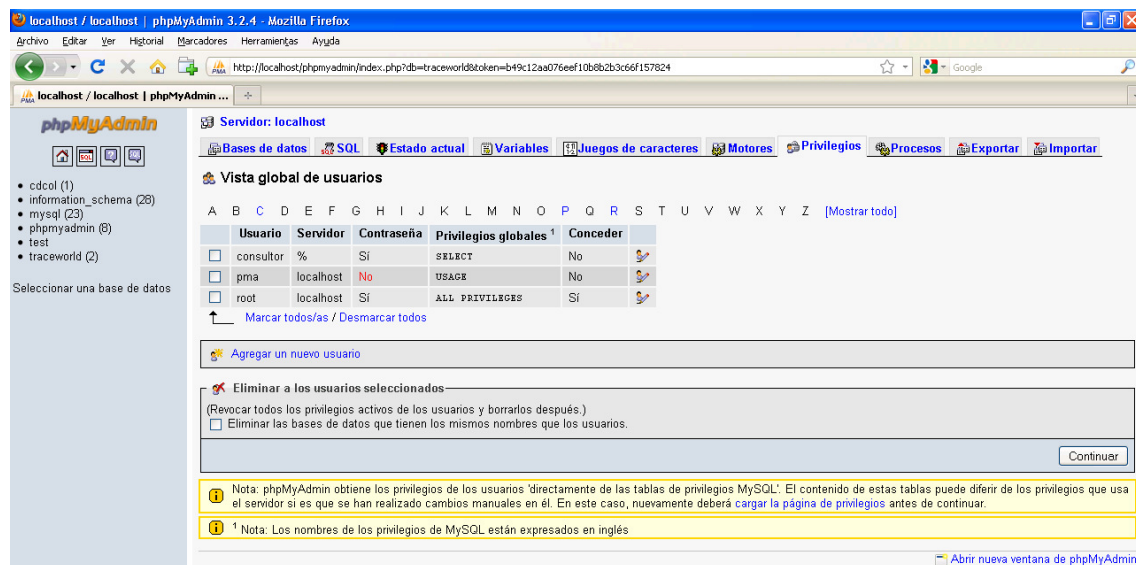 localhost / localhost | phpMyAdmin 3.2.4 - Mozilla Firefox
Archivo Editar Ver Historial Marcadores Herramientas Ayuda
http://localhost/phpmyadmin/index.php?db=traceworld&token=b49c12aa076eef10b8b2b3c66f157824 Google
localhost / localhost | phpMyAdmin ...
phpMyAdmin
SQL
cdcol (1)
information_schema (28)
mysql (23)
phpmyadmin (8)
test
traceworld (2)
Seleccionar una base de datos
Servidor: localhost
Bases de datos SQL Estado actual Variables Juegos de caracteres Motores Privilegios Procesos Exportar Importar
Vista global de usuarios
A B C D E F G H I J K L M N O P Q R S T U V W X Y Z [Mostrar todo]
Usuario Servidor Contraseña Privilegios globales 1 Conceder
consultor % Sí SELECT No
pma localhost No USAGE No
root localhost Sí ALL PRIVILEGES Sí
Marcar todos/as / Desmarcar todos
Agregar un nuevo usuario
Eliminar a los usuarios seleccionados
(Revocar todos los privilegios activos de los usuarios y borrarlos después.)
Eliminar las bases de datos que tienen los mismos nombres que los usuarios.
Continuar
Nota: phpMyAdmin obtiene los privilegios de los usuarios 'directamente de las tablas de privilegios MySQL'. El contenido de estas tablas puede diferir de los privilegios que usa
el servidor si es que se han realizado cambios manuales en él. En este caso, nuevamente deberá cargar la página de privilegios antes de continuar.
1 Nota: Los nombres de los privilegios de MySQL están expresados en inglés
Abrir nueva ventana de phpMyAdmin